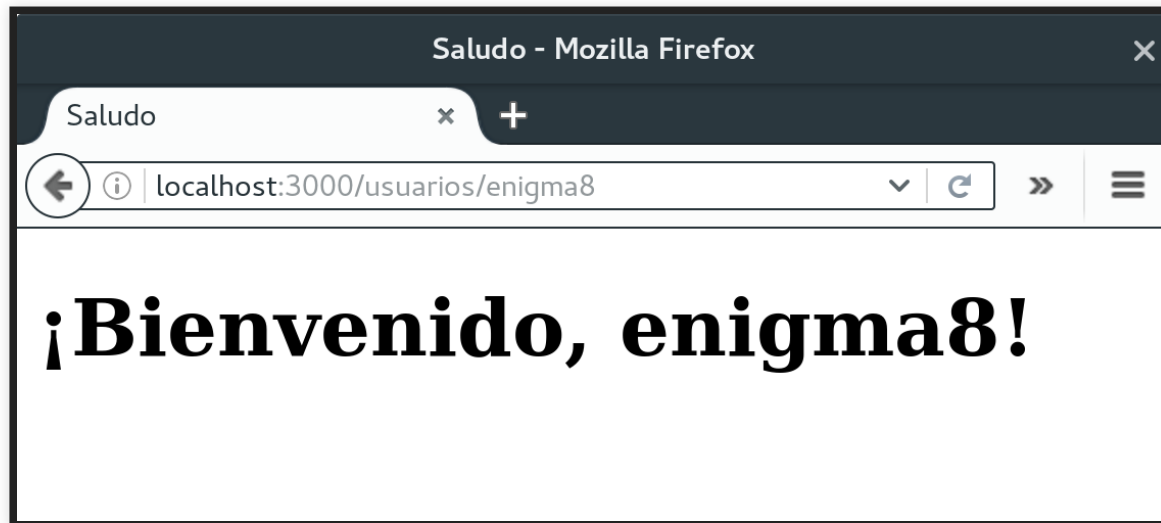 Saludo - Mozilla Firefox
Saludo
localhost:3000/usuarios/enigma8
¡Bienvenido, enigma8!